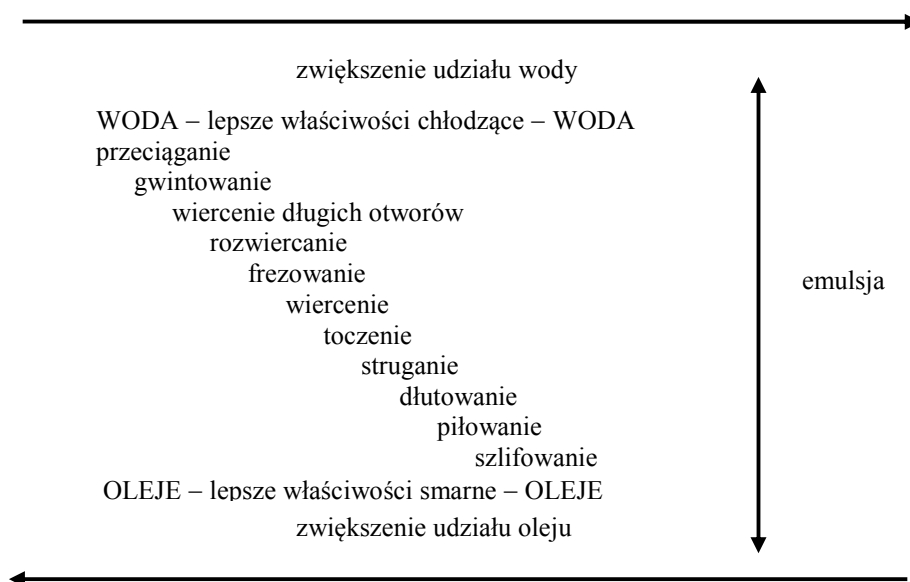 zwiększenie udziału wody
WODA – lepsze właściwości chłodzące – WODA
przeciąganie
gwintowanie
wiercenie długich otworów
rozwiercanie
frezowanie
emulsja
wiercenie
toczenie
struganie
dłutowanie
piłowanie
szlifowanie
OLEJE – lepsze właściwości smarne – OLEJE
zwiększenie udziału oleju